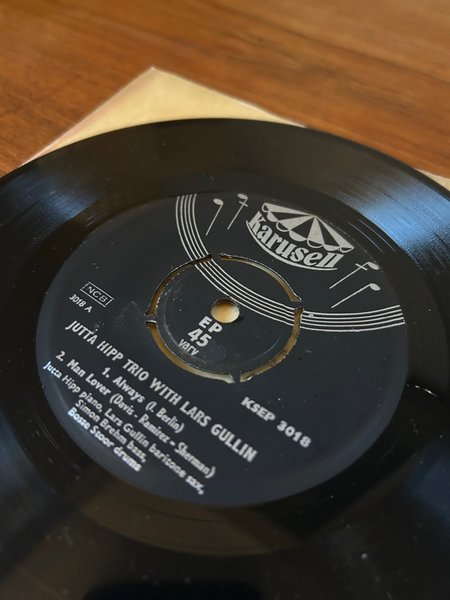 Karusell
NCB
3018 A
EP
45
varv
KSEP 3018
JUTTA HIPP TRIO WITH LARS GULLIN
1. Always (I. Berlin)
2. Man Lover (Davis - Ramirez - Sherman)
Jutta Hipp piano, Lars Gullin baritone sax,
Simon Brehm bass,
Bosse Stoor drums